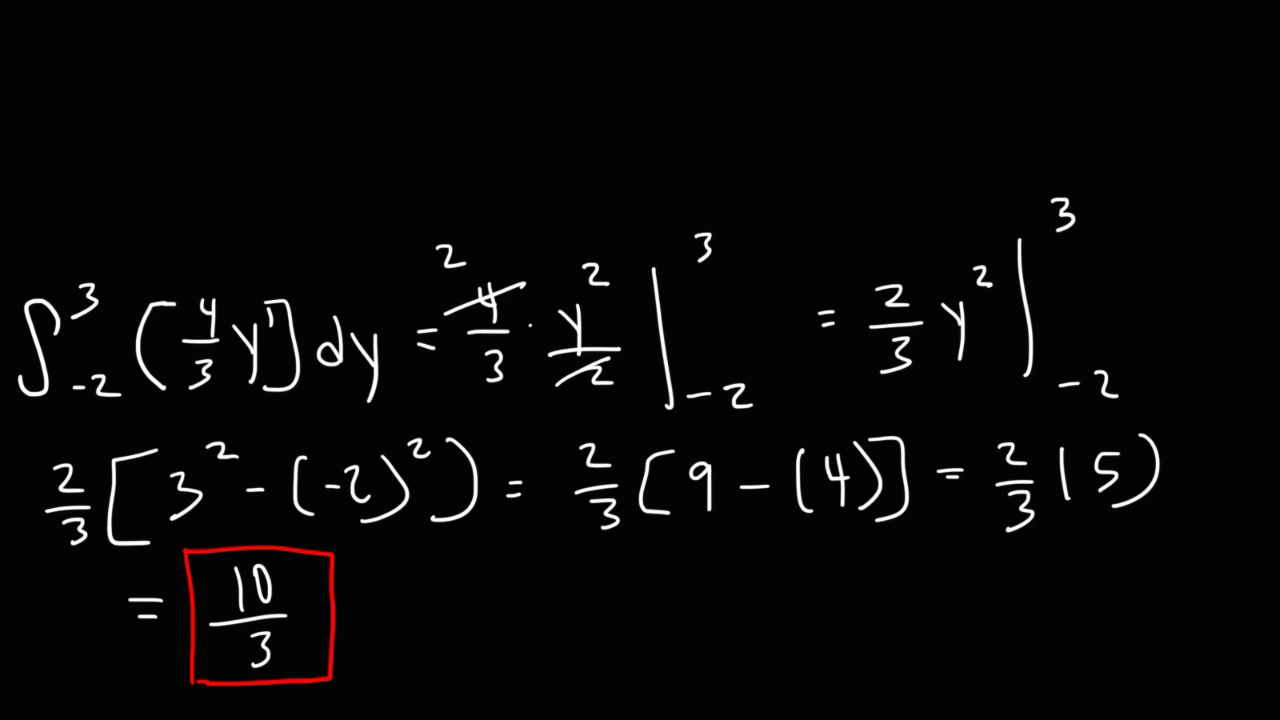 ∫_{-2}^{3} (4/3 y¹] dy = 4/3 · y²/2 |_{-2}^{3} 2 = 2/3 y² |_{-2}^{3}
2/3 [3² - (-2)²) = 2/3 [9 - (4)] = 2/3 (5)
= 10/3